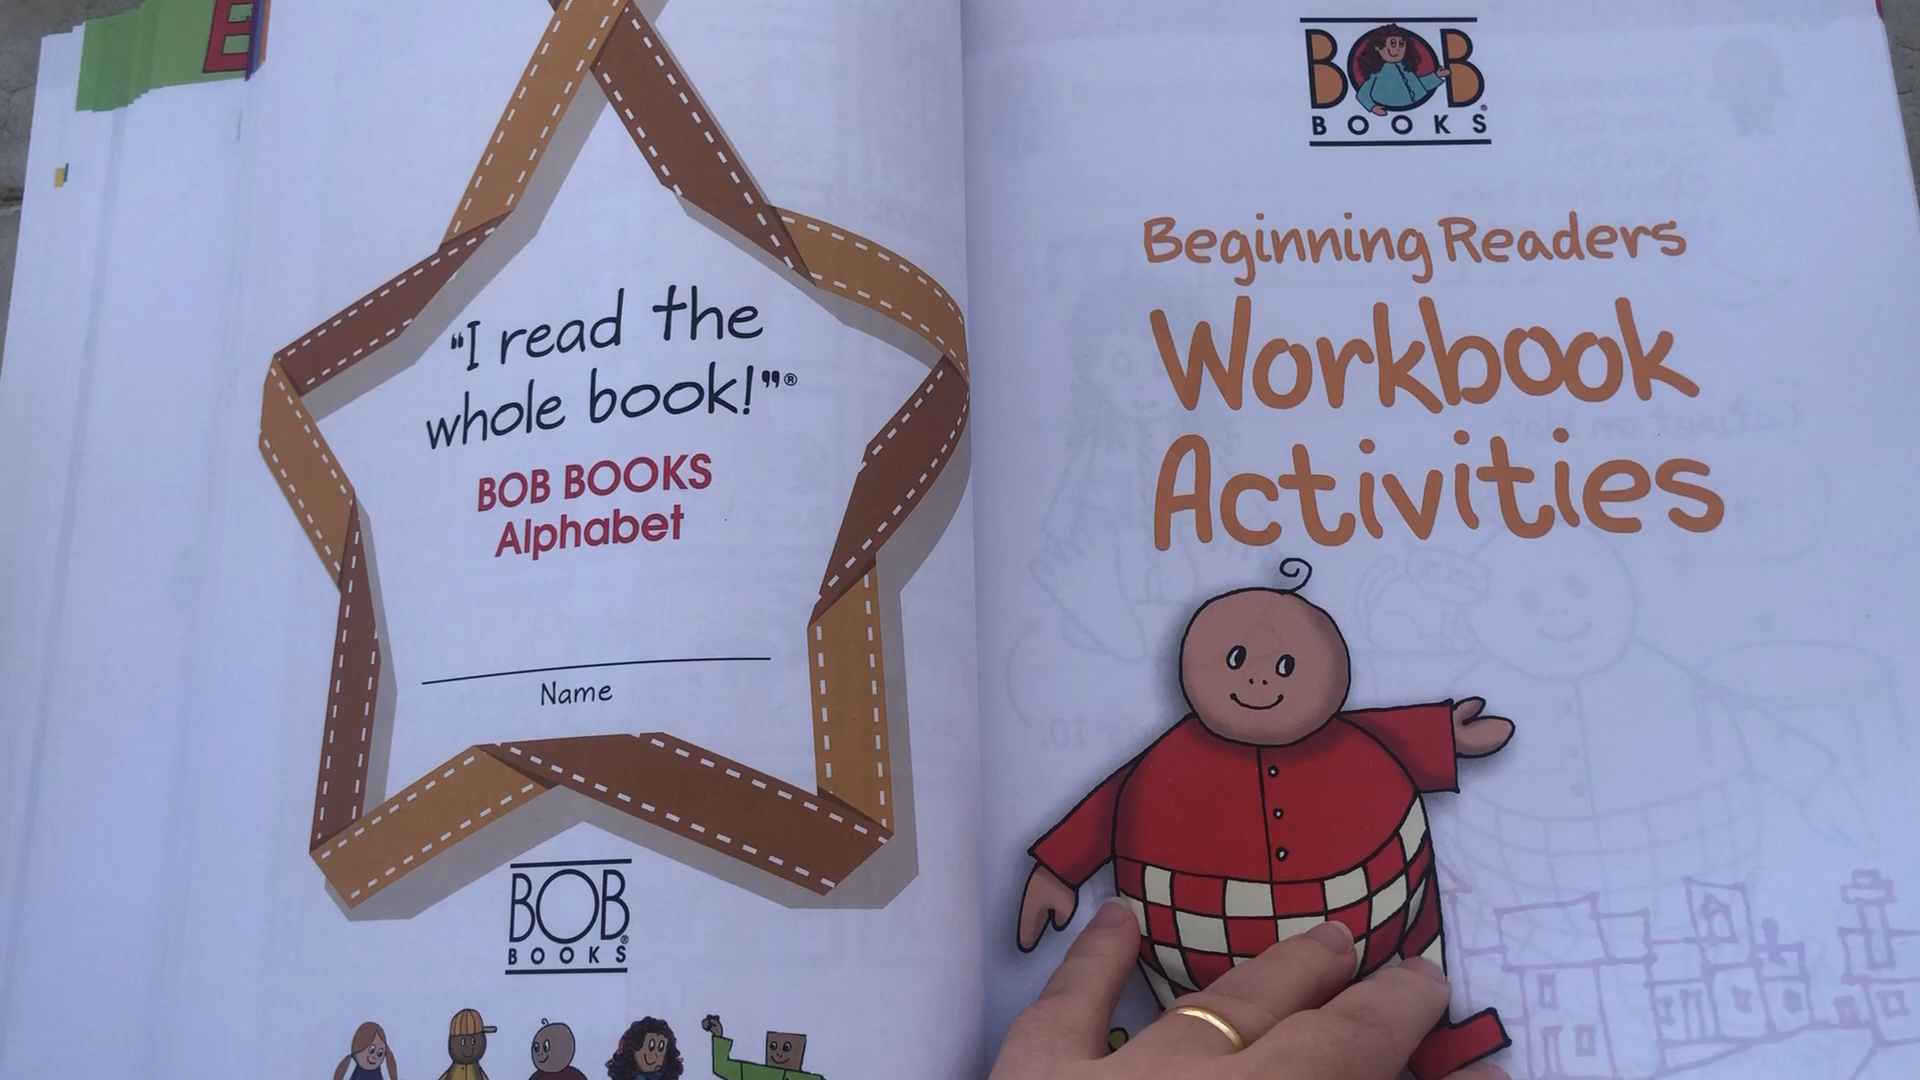 "I read the
whole book!"®
BOB BOOKS
Alphabet
Name
BOB
BOOKS®
BOB
BOOKS®
Beginning Readers
Workbook
Activities